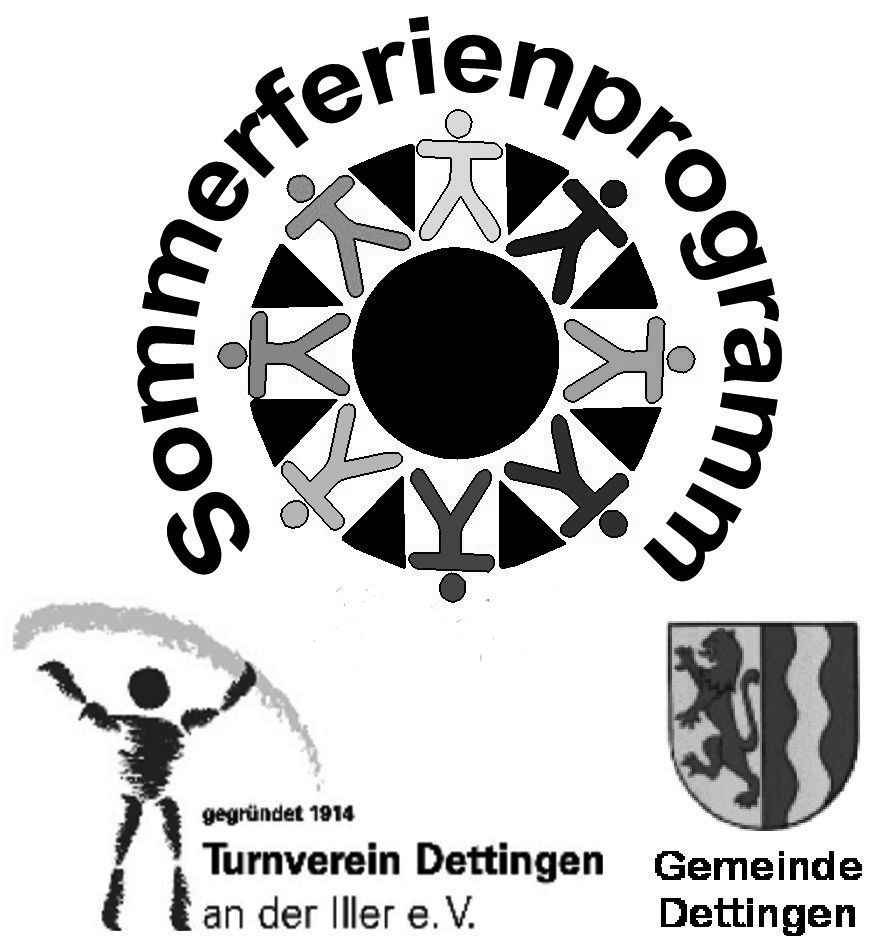 Sommerferienprogramm
gegründet 1914
Turnverein Dettingen
an der Iller e.V.
Gemeinde
Dettingen